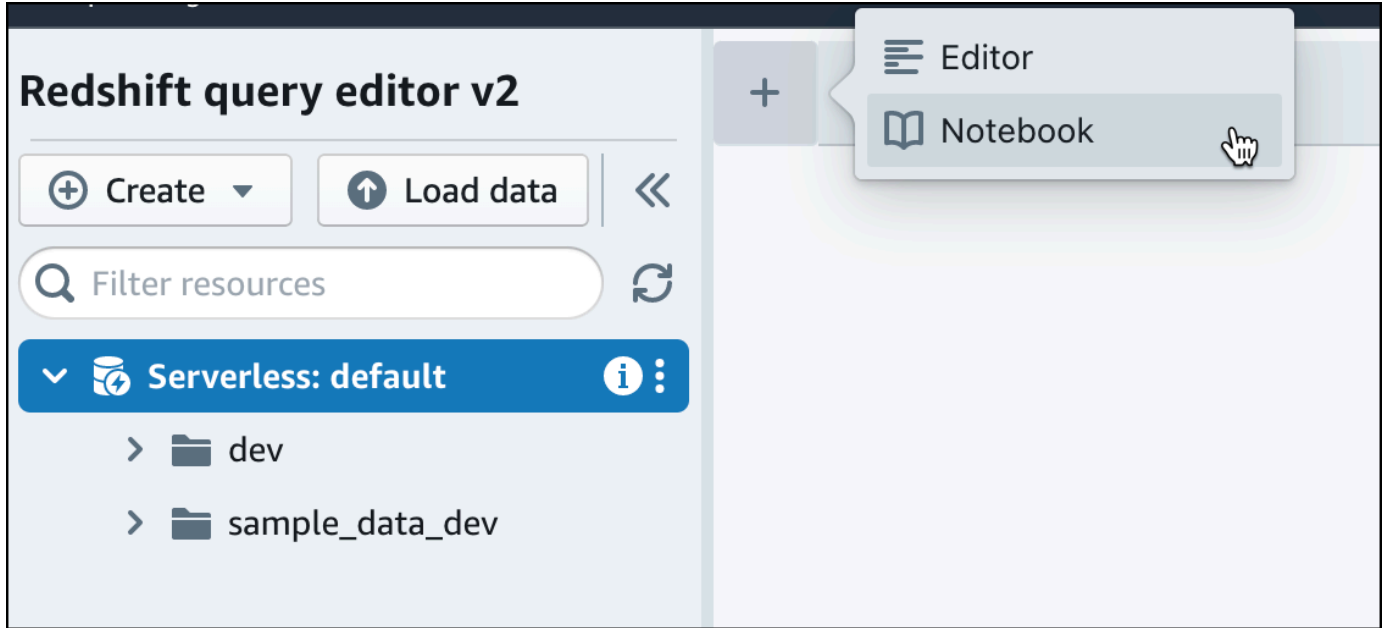 Redshift query editor v2
Create
Load data
Filter resources
Serverless: default
dev
sample_data_dev
Editor
Notebook